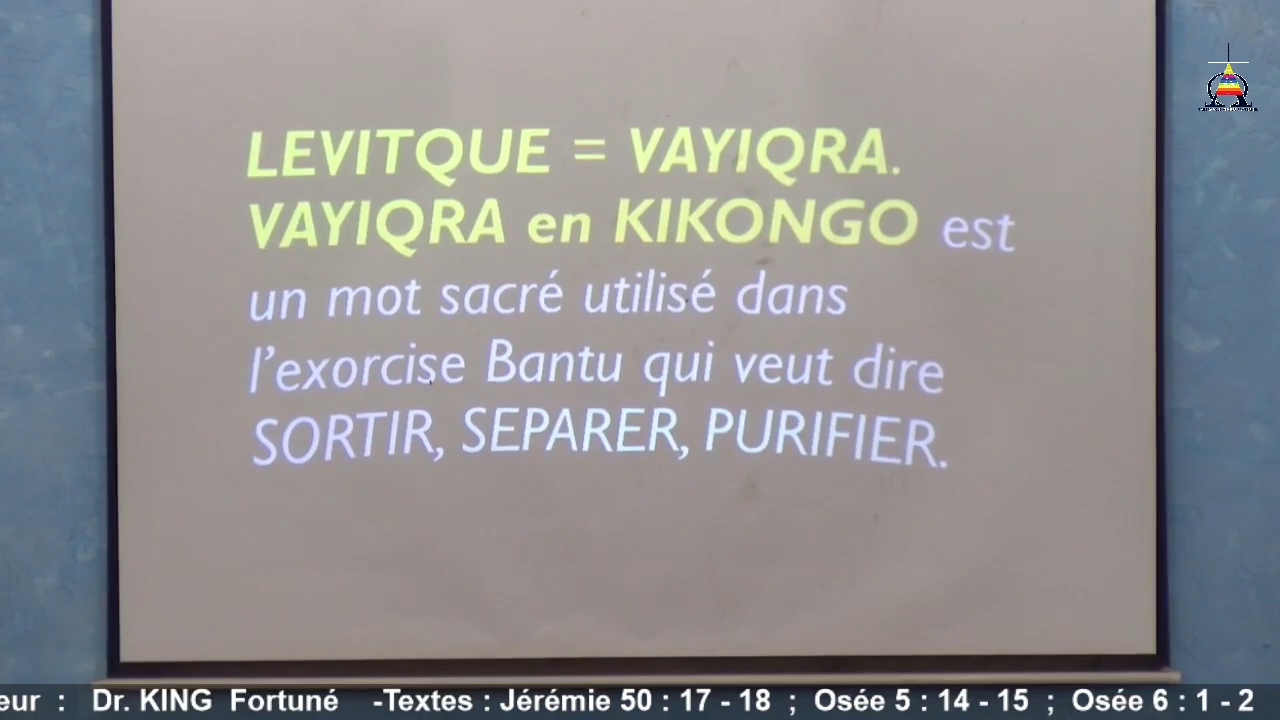 LEVITQUE = VAYIQRA.
VAYIQRA en KIKONGO est
un mot sacré utilisé dans
l'exorcise Bantu qui veut dire
SORTIR, SEPARER, PURIFIER.
eur : Dr. KING Fortuné -Textes : Jérémie 50 : 17 - 18 ; Osée 5 : 14 - 15 ; Osée 6 : 1 - 2